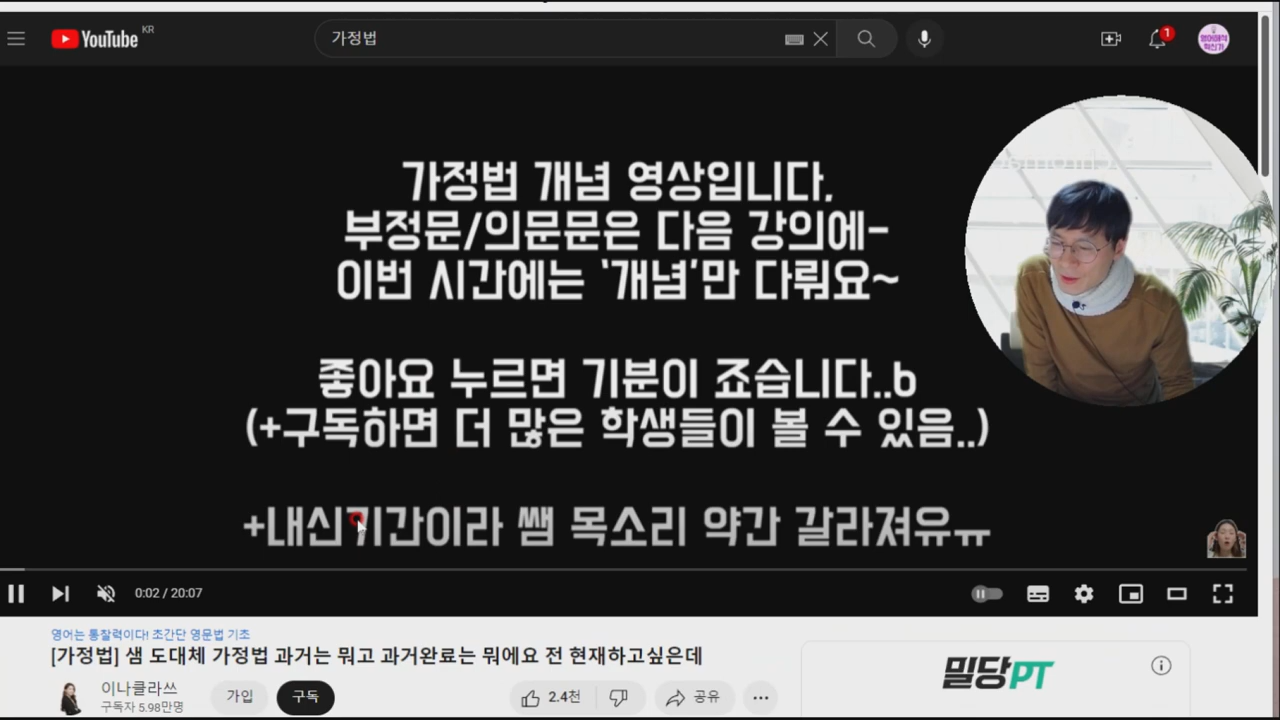 YouTube KR
가정법
1
영어해석
혁신가
가정법 개념 영상입니다.
부정문/의문문은 다음 강의에-
이번 시간에는 '개념'만 다뤄요~
좋아요 누르면 기분이 죠습니다..b
(+구독하면 더 많은 학생들이 볼 수 있음..)
+내신기간이라 쌤 목소리 약간 갈라져유ㅠ
0:02 / 20:07
영어는 통찰력이다! 초간단 영문법 기초
[가정법] 샘 도대체 가정법 과거는 뭐고 과거완료는 뭐에요 전 현재하고싶은데
이나클라쓰
구독자 5.98만명
가입
구독
2.4천
공유
밀당PT